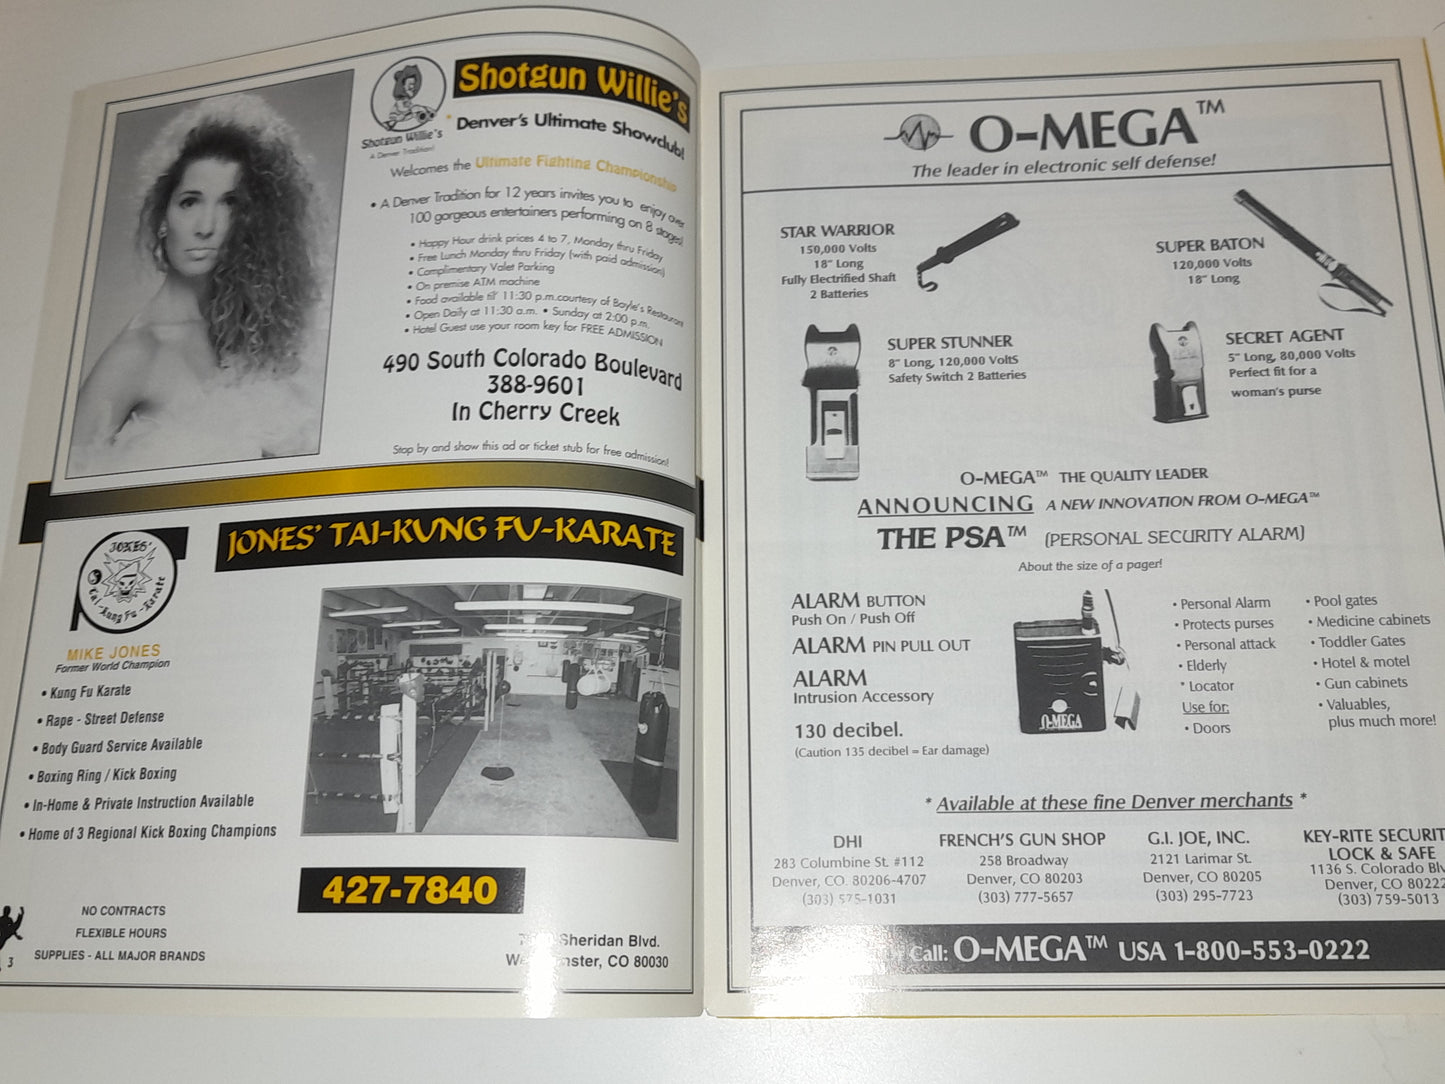 Shotgun Willie's
A Denver Tradition!
Shotgun Willie's
Denver's Ultimate Showclub!
Welcomes the Ultimate Fighting Championship
• A Denver Tradition for 12 years invites you to enjoy over
100 gorgeous entertainers performing on 8 stages!
• Happy Hour drink prices 4 to 7, Monday thru Friday
• Free Lunch Monday thru Friday (with paid admission)
• Complimentary Valet Parking
• On premise ATM machine
• Food available til' 11:30 p.m.courtesy of Bayle's Restaurant
• Open Daily at 11:30 a.m. • Sunday at 2:00 p.m.
• Hotel Guest use your room key for FREE ADMISSION
490 South Colorado Boulevard
388-9601
In Cherry Creek
Stop by and show this ad or ticket stub for free admission!
JONES' TAI-KUNG FU-KARATE
JONES'
Tai-Kung Fu-Karate
MIKE JONES
Former World Champion
• Kung Fu Karate
• Rape - Street Defense
• Body Guard Service Available
• Boxing Ring / Kick Boxing
• In-Home & Private Instruction Available
• Home of 3 Regional Kick Boxing Champions
427-7840
NO CONTRACTS
FLEXIBLE HOURS
SUPPLIES - ALL MAJOR BRANDS
Sheridan Blvd.
CO 80030
3
O-MEGA™
The leader in electronic self defense!
STAR WARRIOR
150,000 Volts
18" Long
Fully Electrified Shaft
2 Batteries
SUPER BATON
120,000 Volts
18" Long
SUPER STUNNER
8" Long, 120,000 Volts
Safety Switch 2 Batteries
SECRET AGENT
5" Long, 80,000 Volts
Perfect fit for a
woman's purse
O-MEGA™ THE QUALITY LEADER
ANNOUNCING A NEW INNOVATION FROM O-MEGA™
THE PSA™ (PERSONAL SECURITY ALARM)
About the size of a pager!
ALARM BUTTON
Push On / Push Off
ALARM PIN PULL OUT
ALARM
Intrusion Accessory
130 decibel.
(Caution 135 decibel = Ear damage)
O-MEGA
• Personal Alarm
• Protects purses
• Personal attack
• Elderly
• Locator
Use for:
• Doors
• Pool gates
• Medicine cabinets
• Toddler Gates
• Hotel & motel
• Gun cabinets
• Valuables,
plus much more!
* Available at these fine Denver merchants *
DHI
283 Columbine St. #112
Denver, CO. 80206-4707
(303) 575-1031
FRENCH'S GUN SHOP
258 Broadway
Denver, CO 80203
(303) 777-5657
G.I. JOE, INC.
2121 Larimar St.
Denver, CO 80205
(303) 295-7723
KEY-RITE SECURIT
LOCK & SAFE
1136 S. Colorado Blv
Denver, CO 80222
(303) 759-5013
Call: O-MEGA™ USA 1-800-553-0222